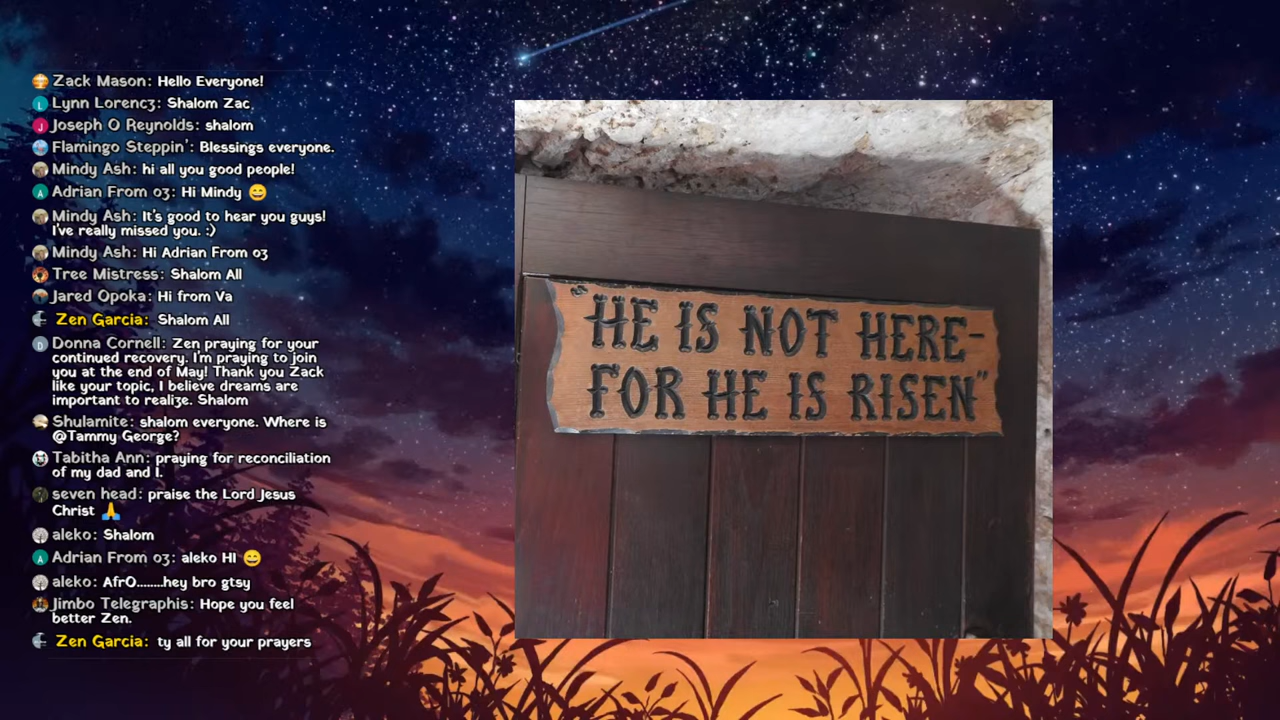 Zack Mason: Hello Everyone!
L Lynn Lorencz: Shalom Zac
J Joseph O Reynolds: shalom
Flamingo Steppin': Blessings everyone.
Mindy Ash: hi all you good people!
A Adrian From oz: Hi Mindy 😄
Mindy Ash: It's good to hear you guys!
I've really missed you. :)
Mindy Ash: Hi Adrian From oz
Tree Mistress: Shalom All
Jared Opoka: Hi from Va
Zen Garcia: Shalom All
D Donna Cornell: Zen praying for your
continued recovery. I'm praying to join
you at the end of May! Thank you Zack
like your topic, I believe dreams are
important to realize. Shalom
Shulamite: shalom everyone. Where is
@Tammy George?
Tabitha Ann: praying for reconciliation
of my dad and I.
seven head: praise the Lord Jesus
Christ 🙏
aleko: Shalom
A Adrian From oz: aleko HI 😄
aleko: AfrO........hey bro gtsy
Jimbo Telegraphis: Hope you feel
better Zen.
Zen Garcia: ty all for your prayers
"HE IS NOT HERE-
FOR HE IS RISEN"